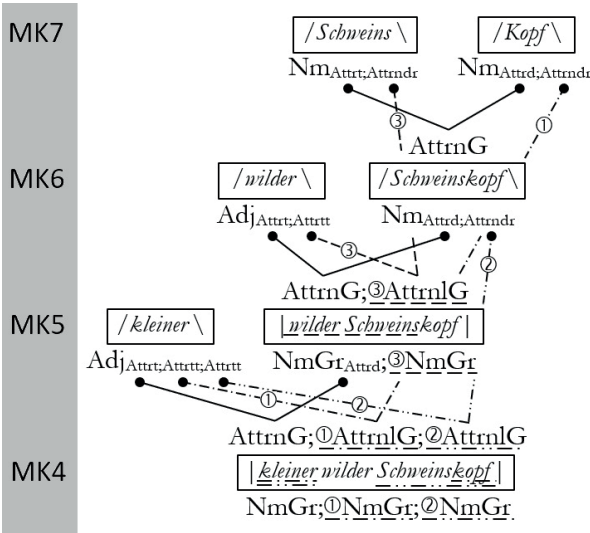 MK7
/Schweins \ /Kopf \
NmAttrt;Attrndr NmAttrd;Attrndr
③ ①
AttrnG
MK6
/wilder \ /Schweinskopf \
AdjAttrt;Attrtt NmAttrd;Attrndr
③ ②
AttrnG;③AttrnlG
MK5
/kleiner \ |wilder Schweinskopf |
AdjAttrt;Attrtt;Attrtt NmGrAttrd;③NmGr
① ②
AttrnG;①AttrnlG;②AttrnlG
MK4
|kleiner wilder Schweinskopf |
NmGr;①NmGr;②NmGr